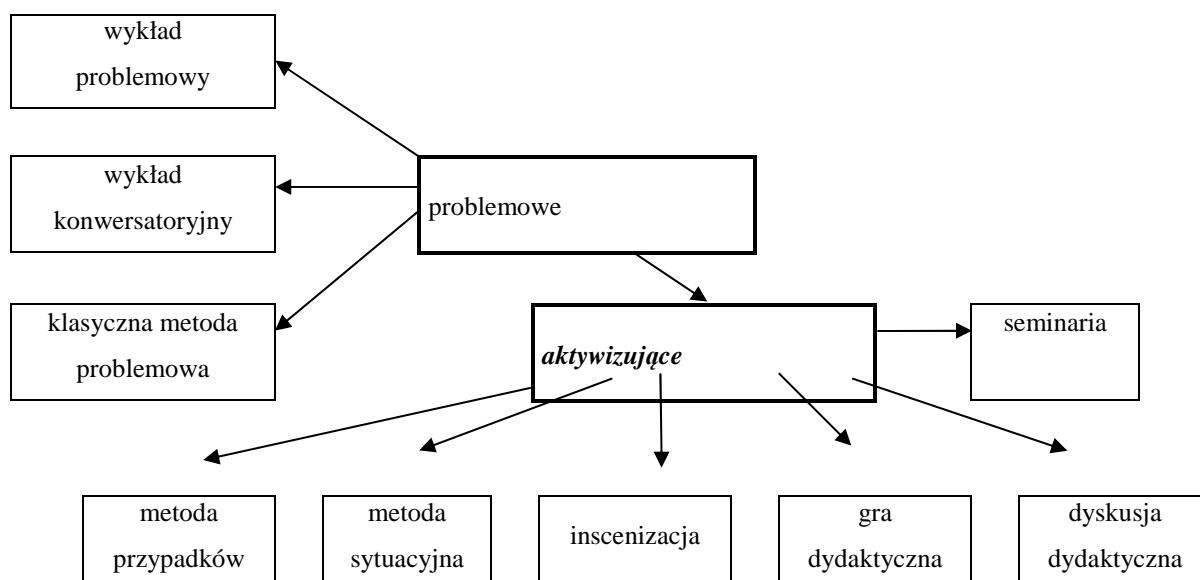 wykład
problemowy
wykład
konwersatoryjny
problemowe
klasyczna metoda
problemowa
aktywizujące
seminaria
metoda
przypadków
metoda
sytuacyjna
inscenizacja
gra
dydaktyczna
dyskusja
dydaktyczna